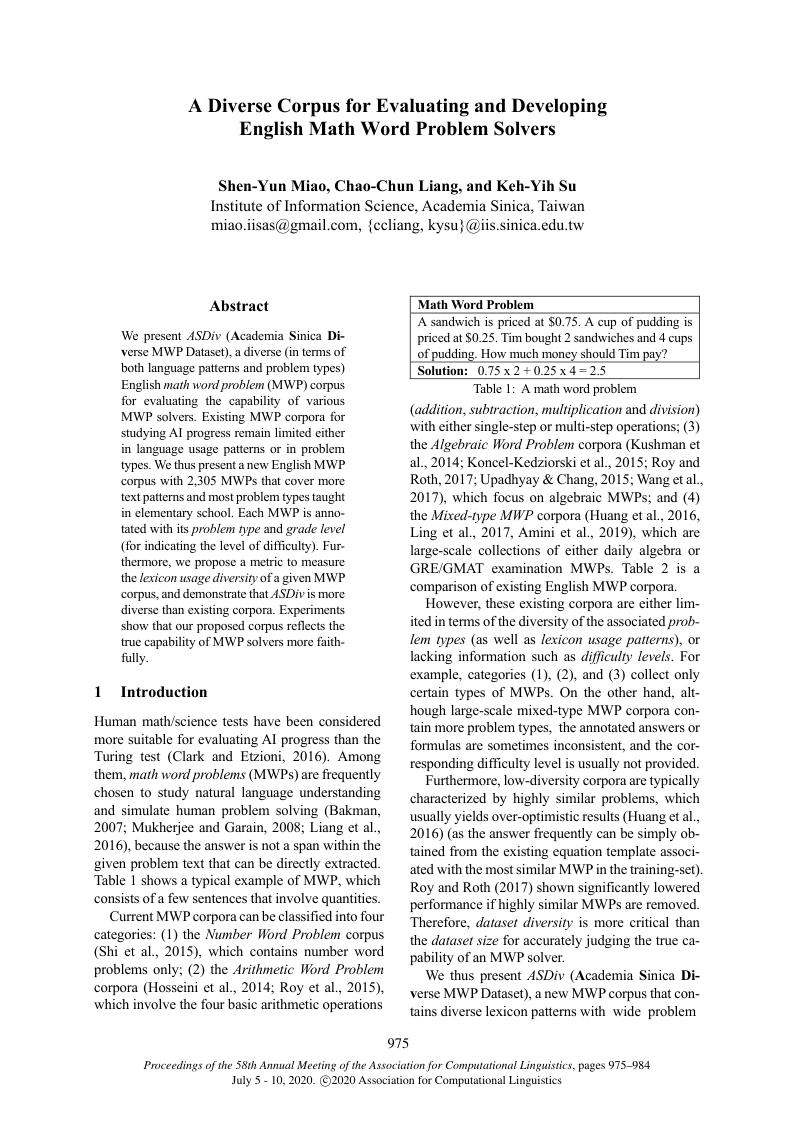 A Diverse Corpus for Evaluating and Developing
English Math Word Problem Solvers
Shen-Yun Miao, Chao-Chun Liang, and Keh-Yih Su
Institute of Information Science, Academia Sinica, Taiwan
miao.iisas@gmail.com, {ccliang, kysu}@iis.sinica.edu.tw
Abstract
We present ASDiv (Academia Sinica Di-
verse MWP Dataset), a diverse (in terms of
both language patterns and problem types)
English math word problem (MWP) corpus
for evaluating the capability of various
MWP solvers. Existing MWP corpora for
studying AI progress remain limited either
in language usage patterns or in problem
types. We thus present a new English MWP
corpus with 2,305 MWPs that cover more
text patterns and most problem types taught
in elementary school. Each MWP is anno-
tated with its problem type and grade level
(for indicating the level of difficulty). Fur-
thermore, we propose a metric to measure
the lexicon usage diversity of a given MWP
corpus, and demonstrate that ASDiv is more
diverse than existing corpora. Experiments
show that our proposed corpus reflects the
true capability of MWP solvers more faith-
fully.
1 Introduction
Human math/science tests have been considered
more suitable for evaluating AI progress than the
Turing test (Clark and Etzioni, 2016). Among
them, math word problems (MWPs) are frequently
chosen to study natural language understanding
and simulate human problem solving (Bakman,
2007; Mukherjee and Garain, 2008; Liang et al.,
2016), because the answer is not a span within the
given problem text that can be directly extracted.
Table 1 shows a typical example of MWP, which
consists of a few sentences that involve quantities.
Current MWP corpora can be classified into four
categories: (1) the Number Word Problem corpus
(Shi et al., 2015), which contains number word
problems only; (2) the Arithmetic Word Problem
corpora (Hosseini et al., 2014; Roy et al., 2015),
which involve the four basic arithmetic operations
Math Word Problem
A sandwich is priced at $0.75. A cup of pudding is
priced at $0.25. Tim bought 2 sandwiches and 4 cups
of pudding. How much money should Tim pay?
Solution: 0.75 x 2 + 0.25 x 4 = 2.5
Table 1: A math word problem
(addition, subtraction, multiplication and division)
with either single-step or multi-step operations; (3)
the Algebraic Word Problem corpora (Kushman et
al., 2014; Koncel-Kedziorski et al., 2015; Roy and
Roth, 2017; Upadhyay & Chang, 2015; Wang et al.,
2017), which focus on algebraic MWPs; and (4)
the Mixed-type MWP corpora (Huang et al., 2016,
Ling et al., 2017, Amini et al., 2019), which are
large-scale collections of either daily algebra or
GRE/GMAT examination MWPs. Table 2 is a
comparison of existing English MWP corpora.
However, these existing corpora are either lim-
ited in terms of the diversity of the associated prob-
lem types (as well as lexicon usage patterns), or
lacking information such as difficulty levels. For
example, categories (1), (2), and (3) collect only
certain types of MWPs. On the other hand, alt-
hough large-scale mixed-type MWP corpora con-
tain more problem types, the annotated answers or
formulas are sometimes inconsistent, and the cor-
responding difficulty level is usually not provided.
Furthermore, low-diversity corpora are typically
characterized by highly similar problems, which
usually yields over-optimistic results (Huang et al.,
2016) (as the answer frequently can be simply ob-
tained from the existing equation template associ-
ated with the most similar MWP in the training-set).
Roy and Roth (2017) shown significantly lowered
performance if highly similar MWPs are removed.
Therefore, dataset diversity is more critical than
the dataset size for accurately judging the true ca-
pability of an MWP solver.
We thus present ASDiv (Academia Sinica Di-
verse MWP Dataset), a new MWP corpus that con-
tains diverse lexicon patterns with wide problem
975
Proceedings of the 58th Annual Meeting of the Association for Computational Linguistics, pages 975–984
July 5 - 10, 2020. ©2020 Association for Computational Linguistics